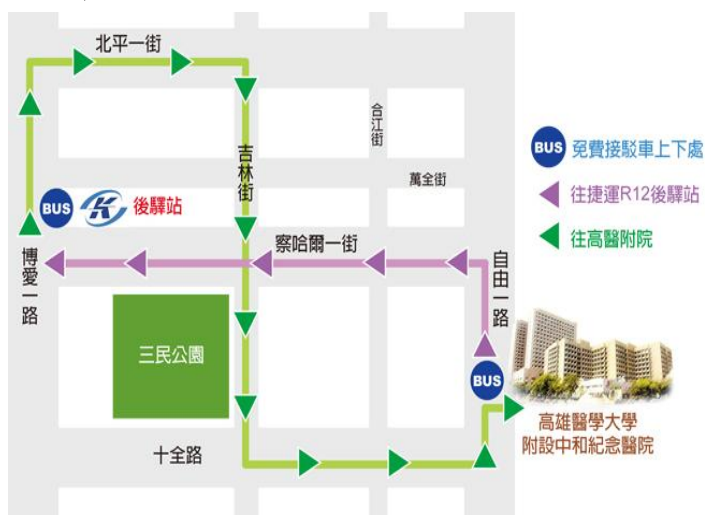 北平一街
合江街
吉林街
萬全街
BUS
後驛站
察哈爾一街
博愛一路
自由一路
三民公園
BUS
十全路
高雄醫學大學
附設中和紀念醫院
BUS 免費接駁車上下處
往捷運R12後驛站
往高醫附院